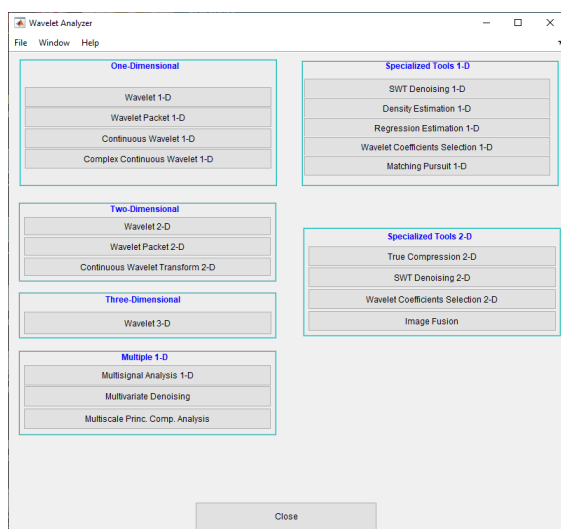 Wavelet Analyzer
File Window Help
One-Dimensional
Wavelet 1-D
Wavelet Packet 1-D
Continuous Wavelet 1-D
Complex Continuous Wavelet 1-D
Two-Dimensional
Wavelet 2-D
Wavelet Packet 2-D
Continuous Wavelet Transform 2-D
Three-Dimensional
Wavelet 3-D
Multiple 1-D
Multisignal Analysis 1-D
Multivariate Denoising
Multiscale Princ. Comp. Analysis
Specialized Tools 1-D
SWT Denoising 1-D
Density Estimation 1-D
Regression Estimation 1-D
Wavelet Coefficients Selection 1-D
Matching Pursuit 1-D
Specialized Tools 2-D
True Compression 2-D
SWT Denoising 2-D
Wavelet Coefficients Selection 2-D
Image Fusion
Close